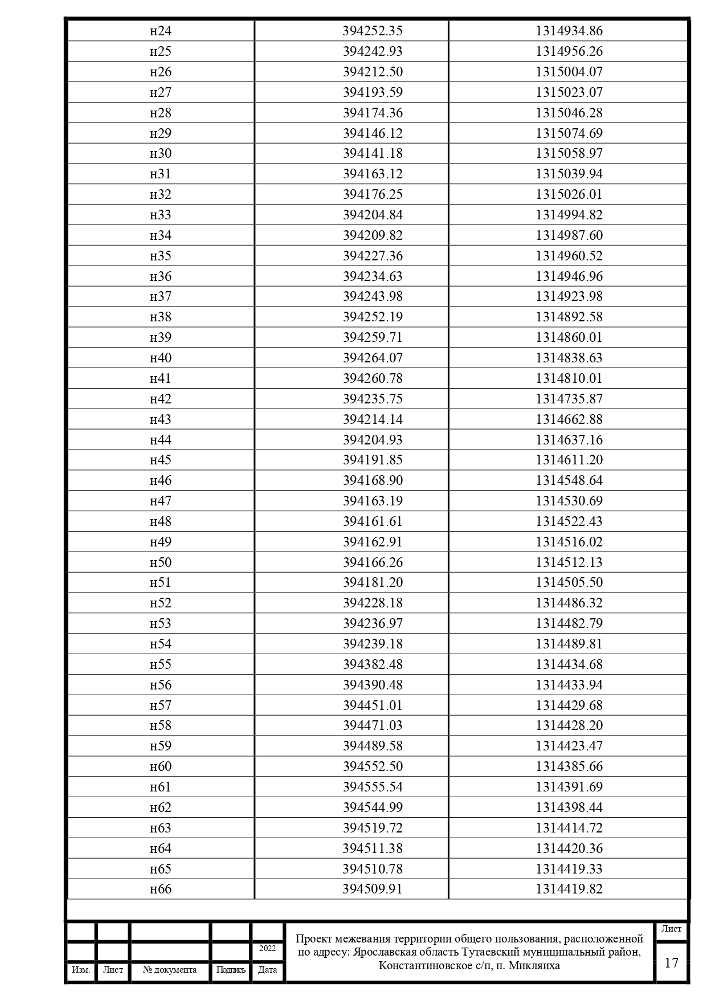 н24 394252.35 1314934.86
н25 394242.93 1314956.26
н26 394212.50 1315004.07
н27 394193.59 1315023.07
н28 394174.36 1315046.28
н29 394146.12 1315074.69
н30 394141.18 1315058.97
н31 394163.12 1315039.94
н32 394176.25 1315026.01
н33 394204.84 1314994.82
н34 394209.82 1314987.60
н35 394227.36 1314960.52
н36 394234.63 1314946.96
н37 394243.98 1314923.98
н38 394252.19 1314892.58
н39 394259.71 1314860.01
н40 394264.07 1314838.63
н41 394260.78 1314810.01
н42 394235.75 1314735.87
н43 394214.14 1314662.88
н44 394204.93 1314637.16
н45 394191.85 1314611.20
н46 394168.90 1314548.64
н47 394163.19 1314530.69
н48 394161.61 1314522.43
н49 394162.91 1314516.02
н50 394166.26 1314512.13
н51 394181.20 1314505.50
н52 394228.18 1314486.32
н53 394236.97 1314482.79
н54 394239.18 1314489.81
н55 394382.48 1314434.68
н56 394390.48 1314433.94
н57 394451.01 1314429.68
н58 394471.03 1314428.20
н59 394489.58 1314423.47
н60 394552.50 1314385.66
н61 394555.54 1314391.69
н62 394544.99 1314398.44
н63 394519.72 1314414.72
н64 394511.38 1314420.36
н65 394510.78 1314419.33
н66 394509.91 1314419.82
2022
Изм. Лист № документа Подпись Дата
Проект межевания территории общего пользования, расположенной
по адресу: Ярославская область Тутаевский муниципальный район,
Константиновское с/п, п. Микляиха
Лист
17